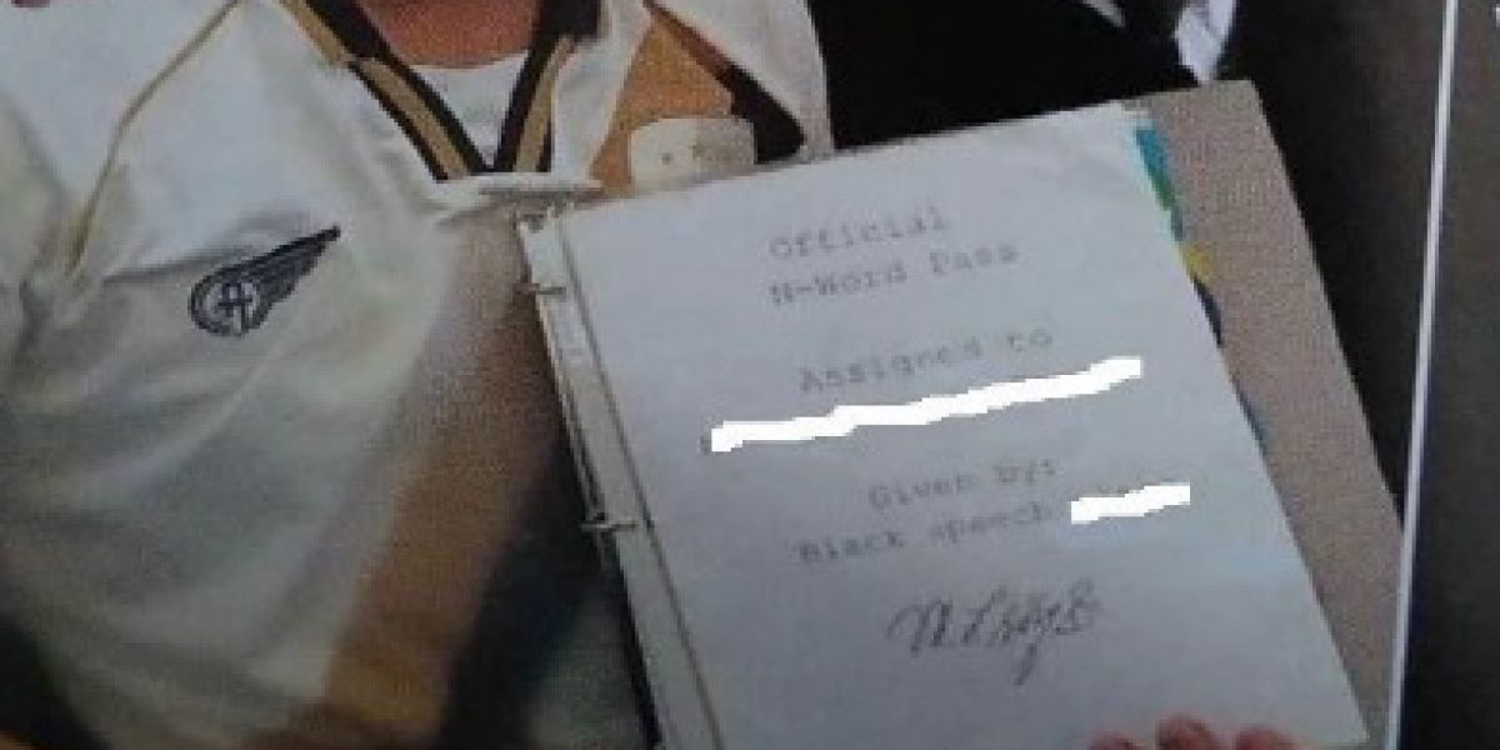 Official
N-Word Pass
Assigned to
Given by:
Black speech